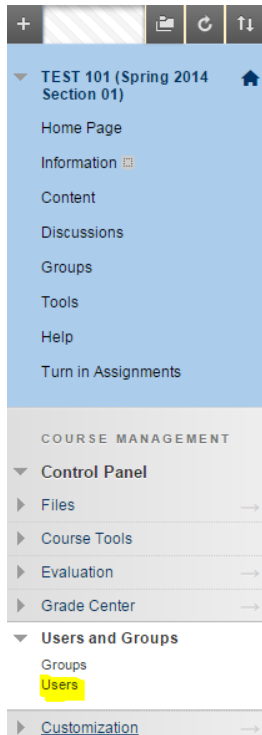 TEST 101 (Spring 2014
Section 01)
Home Page
Information
Content
Discussions
Groups
Tools
Help
Turn in Assignments
COURSE MANAGEMENT
Control Panel
Files
Course Tools
Evaluation
Grade Center
Users and Groups
Groups
Users
Customization